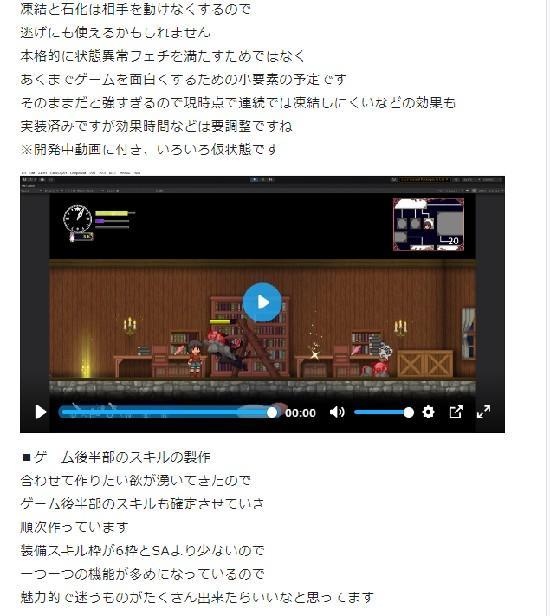 凍結と石化は相手を動けなくするので
逃げにも使えるかもしれません
本格的に状態異常フェチを満たすためではなく
あくまでゲームを面白くするための小要素の予定です
そのままだと強すぎるので現時点で連続では凍結しにくいなどの効果も
実装済みですが効果時間などは要調整ですね
※開発中動画に付き、いろいろ仮状態です
20
00:00
■ゲーム後半部のスキルの製作
合わせて作りたい欲が湧いてきたので
ゲーム後半部のスキルも確定させていき
順次作っています
装備スキル枠が6枠とSAより少ないので
一つ一つの機能が多めになっているので
魅力的で迷うものがたくさん出来たらいいなと思ってます